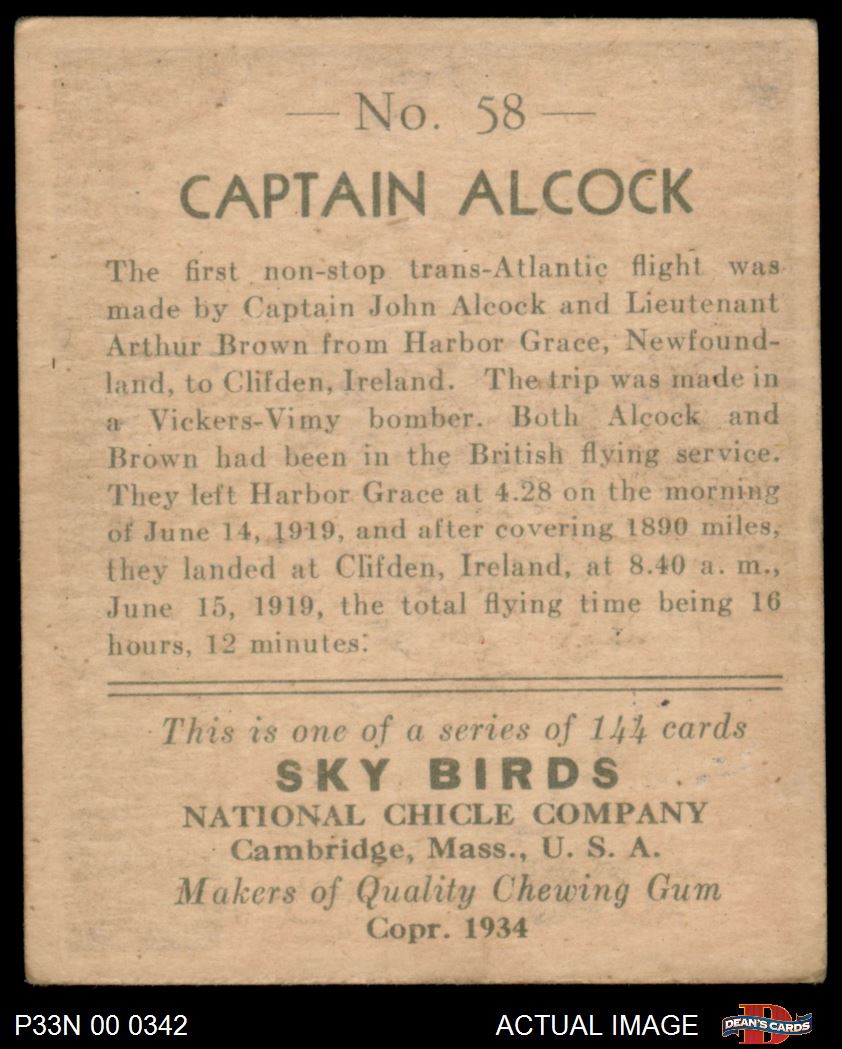 — No. 58 —
CAPTAIN ALCOCK
The first non-stop trans-Atlantic flight was
made by Captain John Alcock and Lieutenant
Arthur Brown from Harbor Grace, Newfound-
land, to Clifden, Ireland. The trip was made in
a Vickers-Vimy bomber. Both Alcock and
Brown had been in the British flying service.
They left Harbor Grace at 4.28 on the morning
of June 14, 1919, and after covering 1890 miles,
they landed at Clifden, Ireland, at 8.40 a. m.,
June 15, 1919, the total flying time being 16
hours, 12 minutes.
This is one of a series of 144 cards
SKY BIRDS
NATIONAL CHICLE COMPANY
Cambridge, Mass., U. S. A.
Makers of Quality Chewing Gum
Copr. 1934
P33N 00 0342 ACTUAL IMAGE DEAN'S CARDS